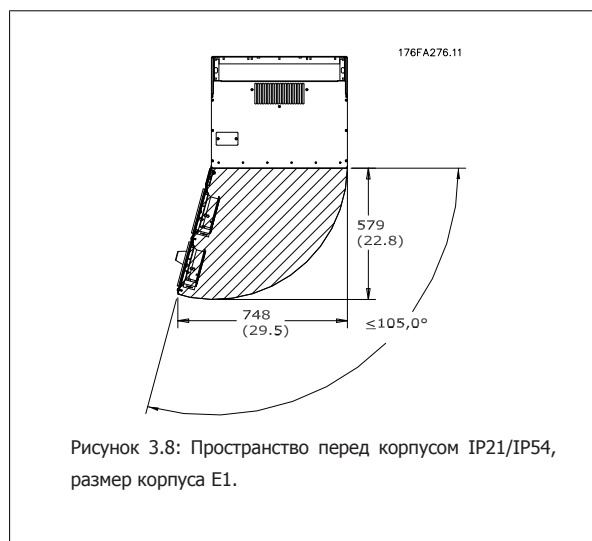 176FA276.11
579
(22.8)
748
(29.5)
≤105,0°
Рисунок 3.8: Пространство перед корпусом IP21/IP54,
размер корпуса E1.